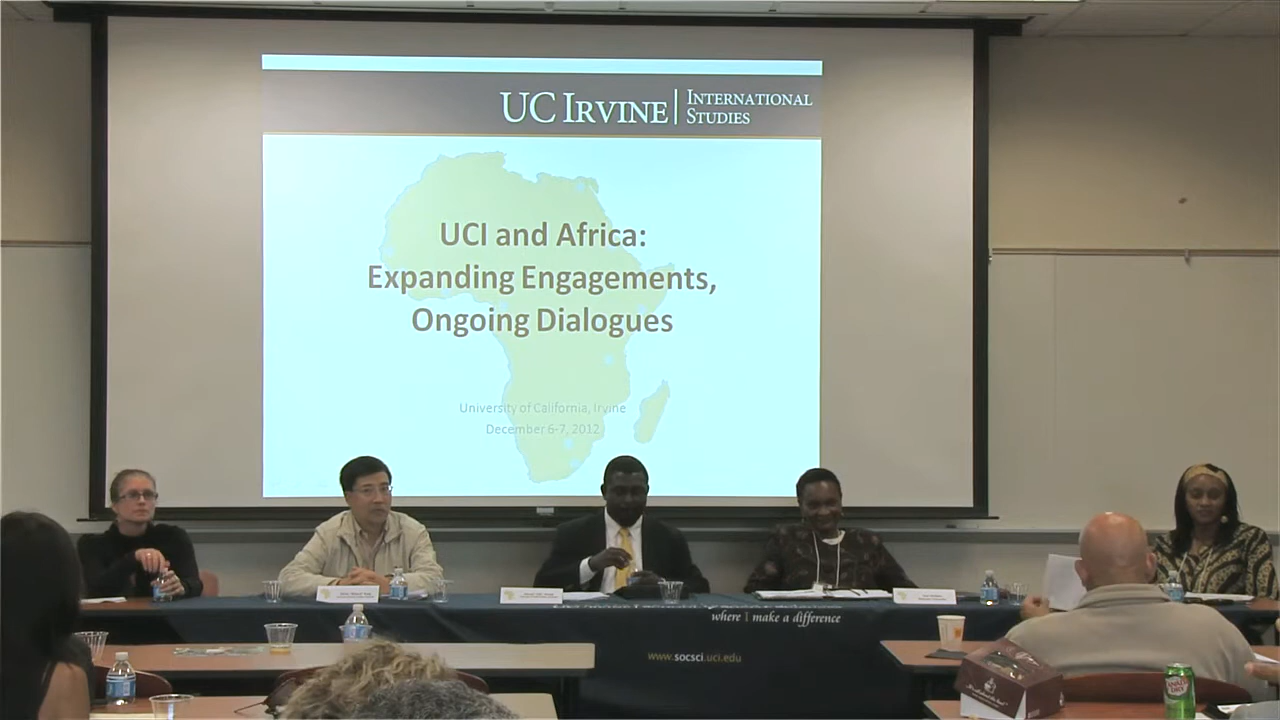 UC IRVINE | INTERNATIONAL
STUDIES
UCI and Africa:
Expanding Engagements,
Ongoing Dialogues
University of California, Irvine
December 6-7, 2012
where | make a difference
www.socsci.uci.edu